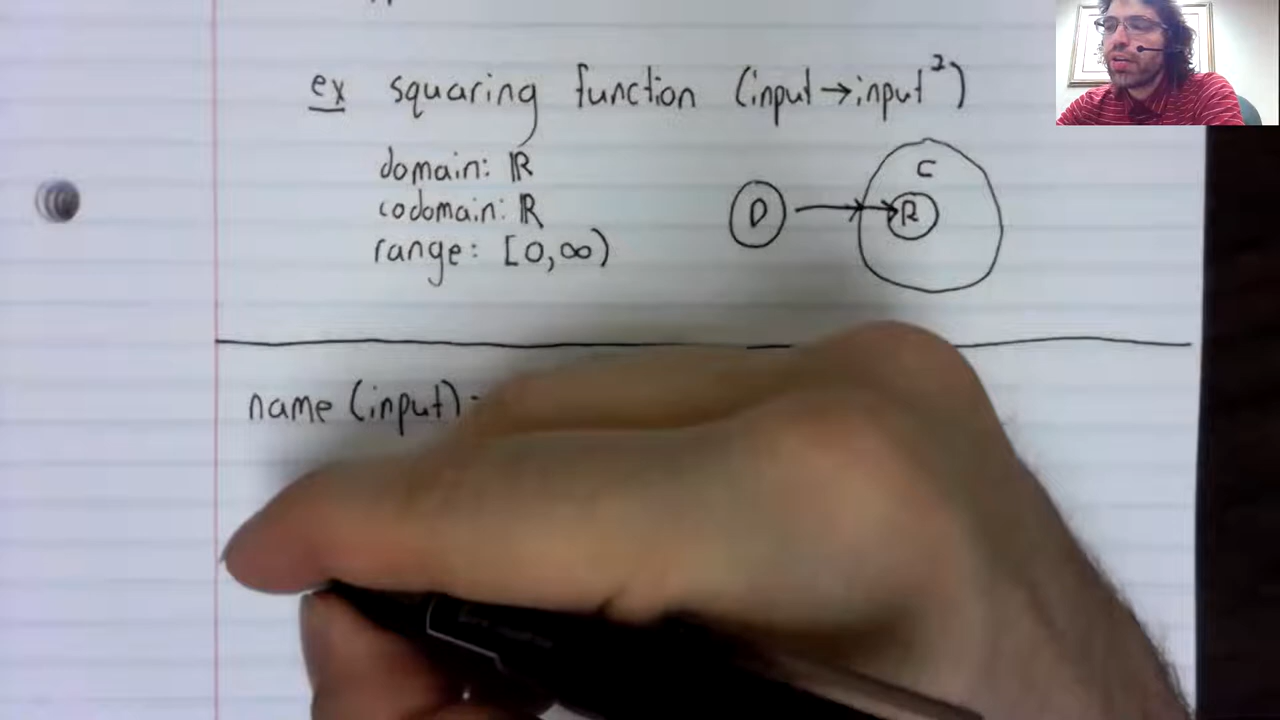 ex squaring function (input→input²)
domain: ℝ
codomain: ℝ
range: [0,∞)
D → C R
name (input)